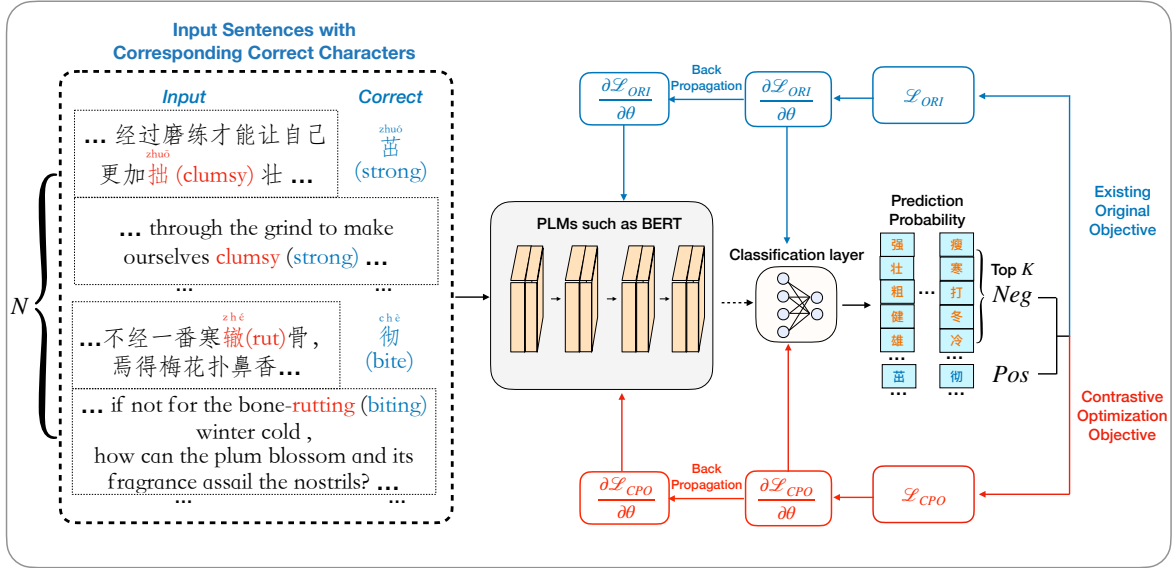 Input Sentences with
Corresponding Correct Characters
Input
Correct
... 经过磨练才能让自己
zhuō
更加拙 (clumsy) 壮 ...
zhuó
茁
(strong)
... through the grind to make
ourselves clumsy (strong) ...
...
N
zhé
...不经一番寒辙(rut)骨，
焉得梅花扑鼻香...
chè
彻
(bite)
... if not for the bone-rutting (biting)
winter cold ,
how can the plum blossom and its
fragrance assail the nostrils? ...
...
PLMs such as BERT
Classification layer
∂ℒ_ORI/∂θ
Back
Propagation
∂ℒ_ORI/∂θ
ℒ_ORI
Existing
Original
Objective
Prediction
Probability
强 瘦
壮 寒
粗 ... 打
健 冬
雄 冷
... ...
茁 彻
... ...
Top K
Neg
Pos
Contrastive
Optimization
Objective
∂ℒ_CPO/∂θ
Back
Propagation
∂ℒ_CPO/∂θ
ℒ_CPO